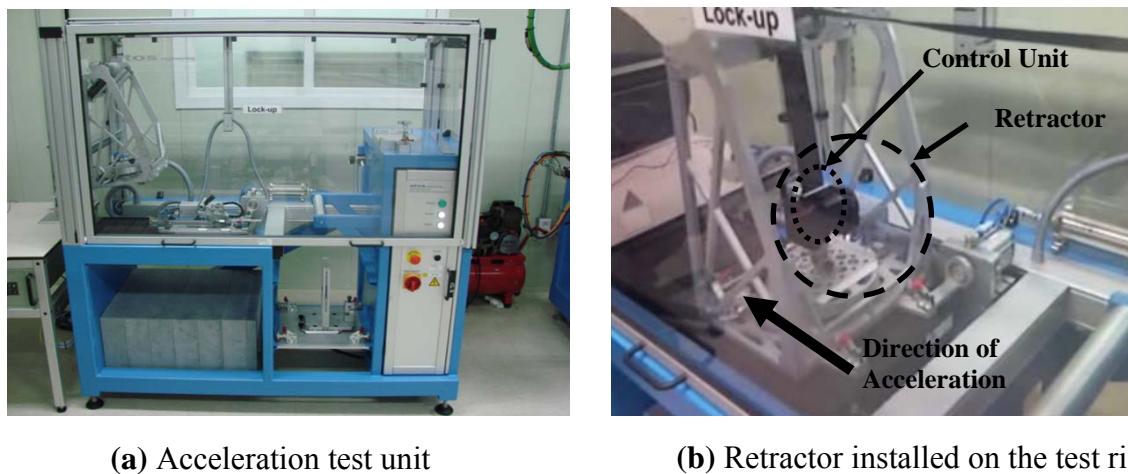 Lock-up
Lock-up
Control Unit
Retractor
Direction of
Acceleration
(a) Acceleration test unit
(b) Retractor installed on the test ri